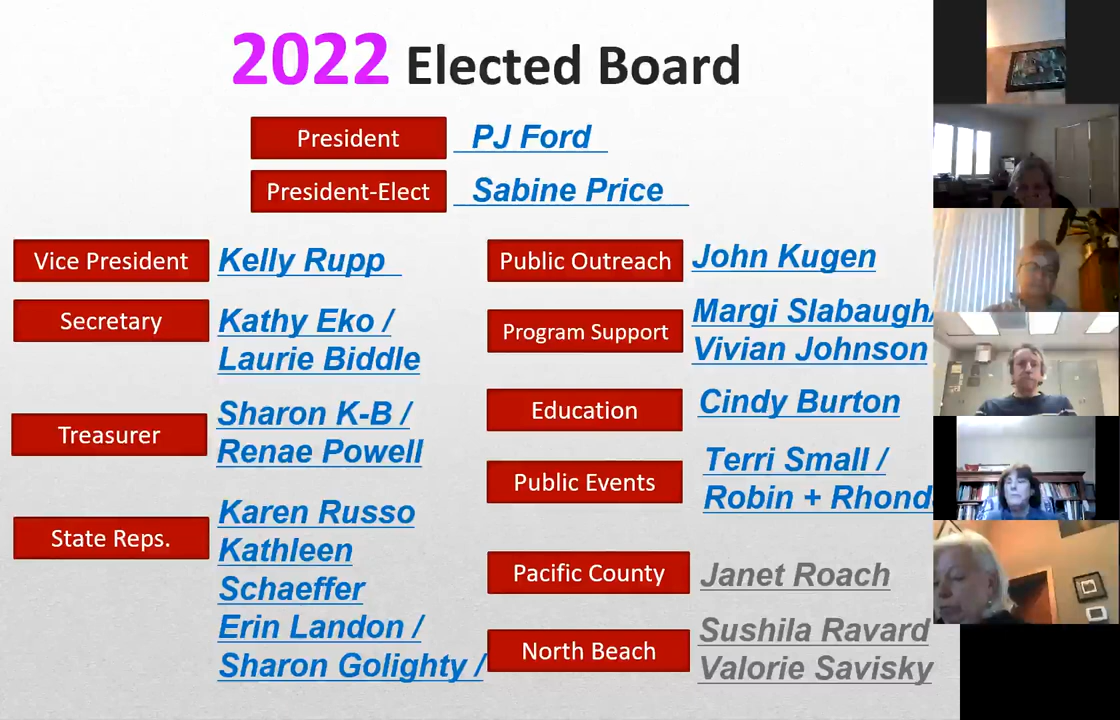 2022 Elected Board
President PJ Ford
President-Elect Sabine Price
Vice President Kelly Rupp
Secretary Kathy Eko /
Laurie Biddle
Treasurer Sharon K-B /
Renae Powell
State Reps. Karen Russo
Kathleen
Schaeffer
Erin Landon /
Sharon Golighty /
Public Outreach John Kugen
Program Support Margi Slabaugh/
Vivian Johnson
Education Cindy Burton
Public Events Terri Small /
Robin +
Pacific County Janet Roach
North Beach Sushila Ravard
Valorie Savisky